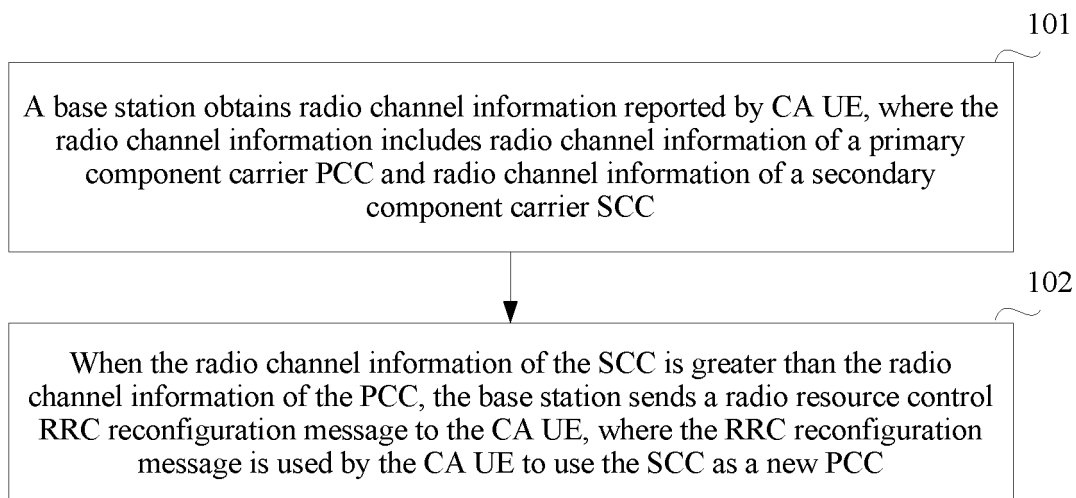 101
A base station obtains radio channel information reported by CA UE, where the
radio channel information includes radio channel information of a primary
component carrier PCC and radio channel information of a secondary
component carrier SCC
102
When the radio channel information of the SCC is greater than the radio
channel information of the PCC, the base station sends a radio resource control
RRC reconfiguration message to the CA UE, where the RRC reconfiguration
message is used by the CA UE to use the SCC as a new PCC